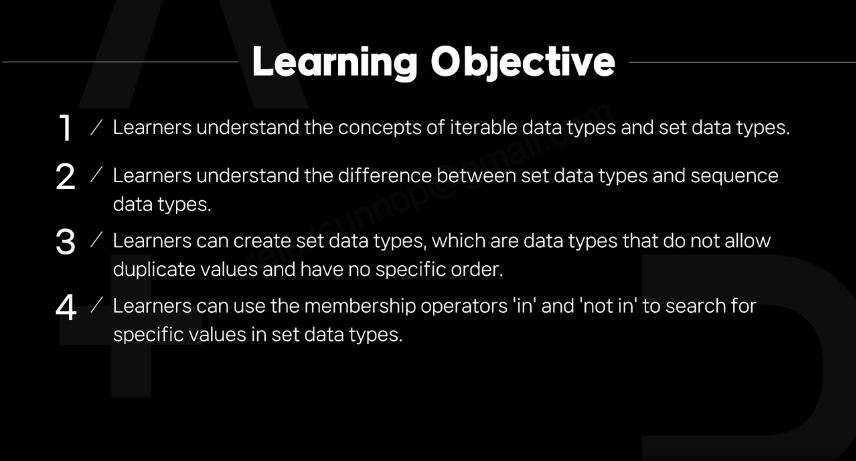 Learning Objective
1 / Learners understand the concepts of iterable data types and set data types.
2 / Learners understand the difference between set data types and sequence
data types.
3 / Learners can create set data types, which are data types that do not allow
duplicate values and have no specific order.
4 / Learners can use the membership operators 'in' and 'not in' to search for
specific values in set data types.